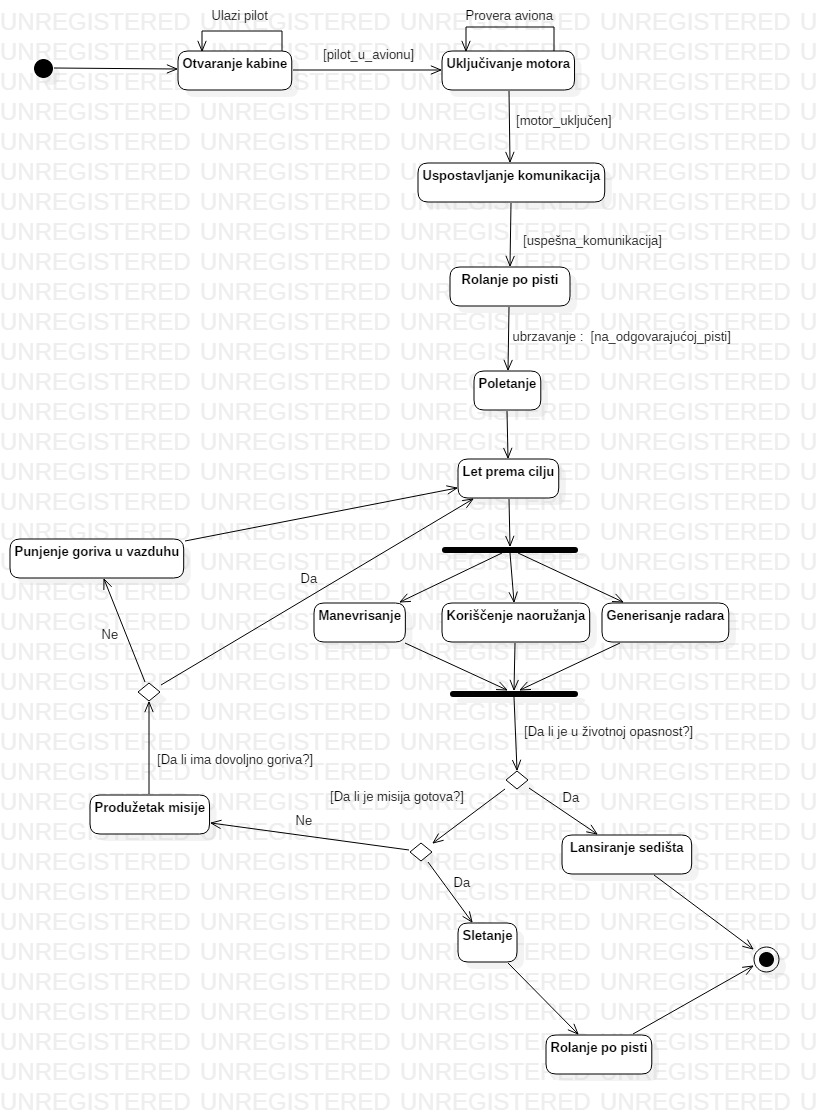 Ulazi pilot
Provera aviona
Otvaranje kabine
[pilot_u_avionu]
Uključivanje motora
[motor_uključen]
Uspostavljanje komunikacija
[uspešna_komunikacija]
Rolanje po pisti
ubrzavanje : [na_odgovarajućoj_pisti]
Poletanje
Let prema cilju
Punjenje goriva u vazduhu
Da
Manevrisanje
Koriščenje naoružanja
Generisanje radara
Ne
[Da li je u životnoj opasnost?]
[Da li ima dovoljno goriva?]
[Da li je misija gotova?]
Da
Produžetak misije
Ne
Lansiranje sedišta
Da
Sletanje
Rolanje po pisti
UNREGISTERED